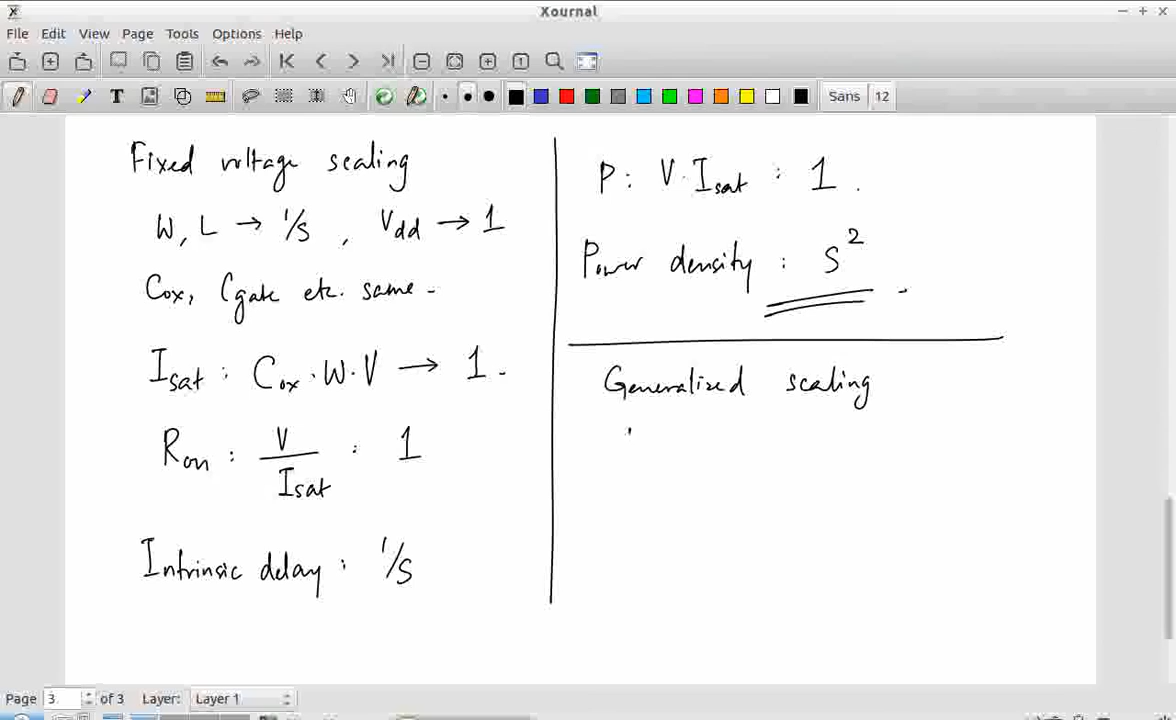 Xournal
File Edit View Page Tools Options Help
Sans 12
Fixed voltage scaling
W, L → 1/S , Vdd → 1
Cox, Cgate etc. same -
Isat : Cox · W · V → 1 .
Ron : V / Isat : 1
Intrinsic delay : 1/S
P : V · Isat : 1 .
Power density : S² .
Generalized scaling
Page 3 of 3 Layer: Layer 1